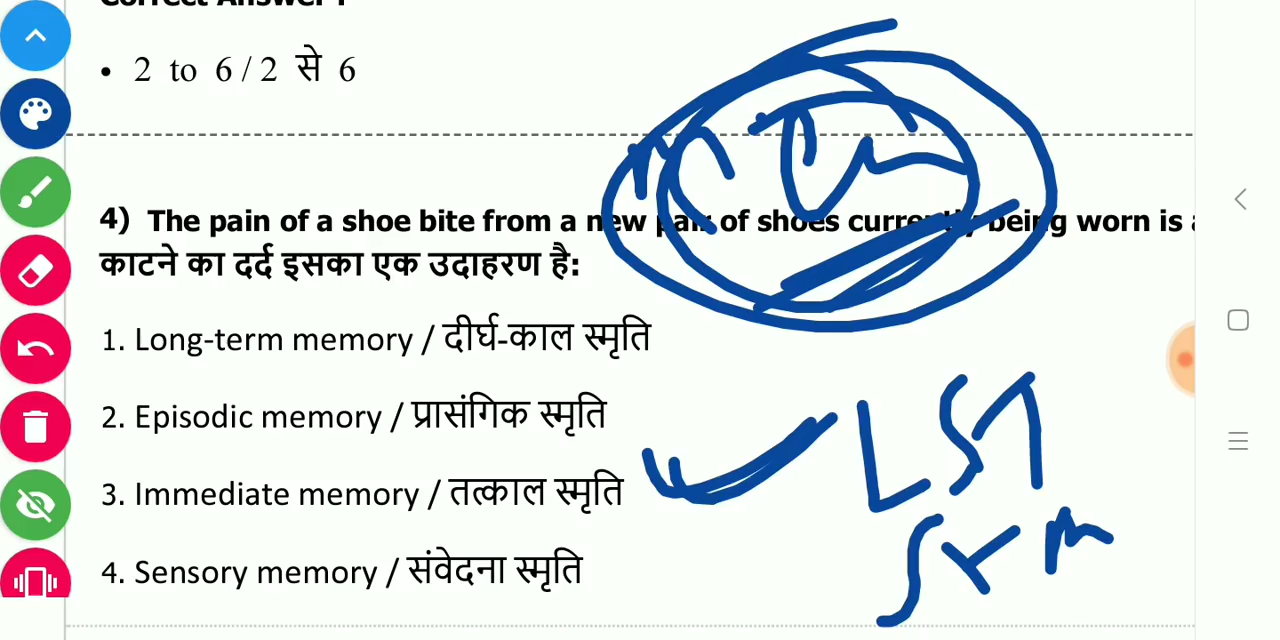 • 2 to 6 / 2 से 6
4) The pain of a shoe bite from a new pair of shoes currently being worn is
काटने का दर्द इसका एक उदाहरण है:
1. Long-term memory / दीर्घ-काल स्मृति
2. Episodic memory / प्रासंगिक स्मृति
3. Immediate memory / तत्काल स्मृति
4. Sensory memory / संवेदना स्मृति
LST
STM